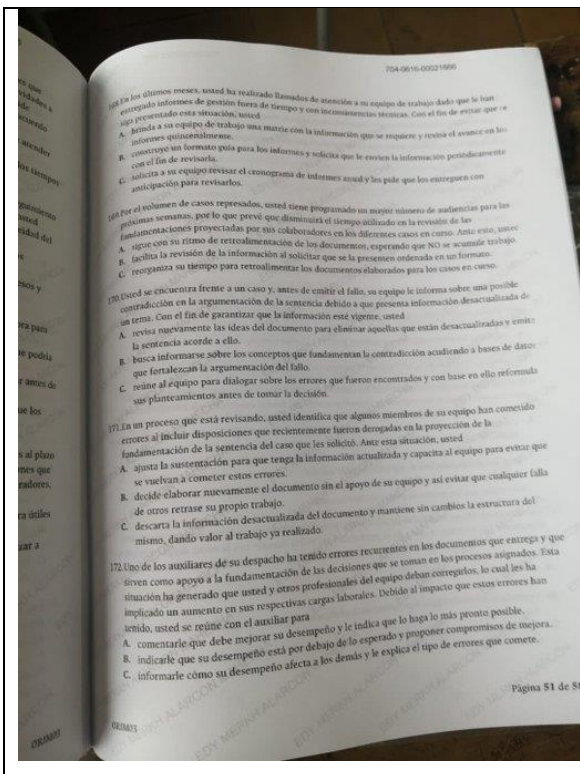 704-0616-00021666
168.En los últimos meses, usted ha realizado llamados de atención a su equipo de trabajo dado que le han
entregado informes de gestión fuera de tiempo y con inconsistencias técnicas. Con el fin de evitar que se
siga presentado esta situación, usted
A. brinda a su equipo de trabajo una matriz con la información que se requiere y revisa el avance en los
informes quincenalmente.
B. construye un formato guía para los informes y solicita que le envíen la información periódicamente
con el fin de revisarla.
C. solicita a su equipo revisar el cronograma de informes anual y les pide que los entreguen con
anticipación para revisarlos.
169.Por el volumen de casos represados, usted tiene programado un mayor número de audiencias para las
próximas semanas, por lo que prevé que disminuirá el tiempo utilizado en la revisión de las
fundamentaciones proyectadas por sus colaboradores en los diferentes casos en curso. Ante esto, usted
A. sigue con su ritmo de retroalimentación de los documentos, esperando que NO se acumule trabajo.
B. facilita la revisión de la información al solicitar que se la presenten ordenada en un formato.
C. reorganiza su tiempo para retroalimentar los documentos elaborados para los casos en curso.
170.Usted se encuentra frente a un caso y, antes de emitir el fallo, su equipo le informa sobre una posible
contradicción en la argumentación de la sentencia debido a que presenta información desactualizada de
un tema. Con el fin de garantizar que la información esté vigente, usted
A. revisa nuevamente las ideas del documento para eliminar aquellas que están desactualizadas y emite
la sentencia acorde a ello.
B. busca informarse sobre los conceptos que fundamentan la contradicción acudiendo a bases de datos
que fortalezcan la argumentación del fallo.
C. reúne al equipo para dialogar sobre los errores que fueron encontrados y con base en ello reformula
sus planteamientos antes de tomar la decisión.
171.En un proceso que está revisando, usted identifica que algunos miembros de su equipo han cometido
errores al incluir disposiciones que recientemente fueron derogadas en la proyección de la
fundamentación de la sentencia del caso que les solicitó. Ante esta situación, usted
A. ajusta la sustentación para que tenga la información actualizada y capacita al equipo para evitar que
se vuelvan a cometer estos errores.
B. decide elaborar nuevamente el documento sin el apoyo de su equipo y así evitar que cualquier falla
de otros retrase su propio trabajo.
C. descarta la información desactualizada del documento y mantiene sin cambios la estructura del
mismo, dando valor al trabajo ya realizado.
172.Uno de los auxiliares de su despacho ha tenido errores recurrentes en los documentos que entrega y que
sirven como apoyo a la fundamentación de las decisiones que se toman en los procesos asignados. Esta
situación ha generado que usted y otros profesionales del equipo deban corregirlos, lo cual les ha
implicado un aumento en sus respectivas cargas laborales. Debido al impacto que estos errores han
tenido, usted se reúne con el auxiliar para
A. comentarle que debe mejorar su desempeño y le indica que lo haga lo más pronto posible.
B. indicarle que su desempeño está por debajo de lo esperado y proponer compromisos de mejora.
C. informarle cómo su desempeño afecta a los demás y le explica el tipo de errores que comete.
Página 51 de 5